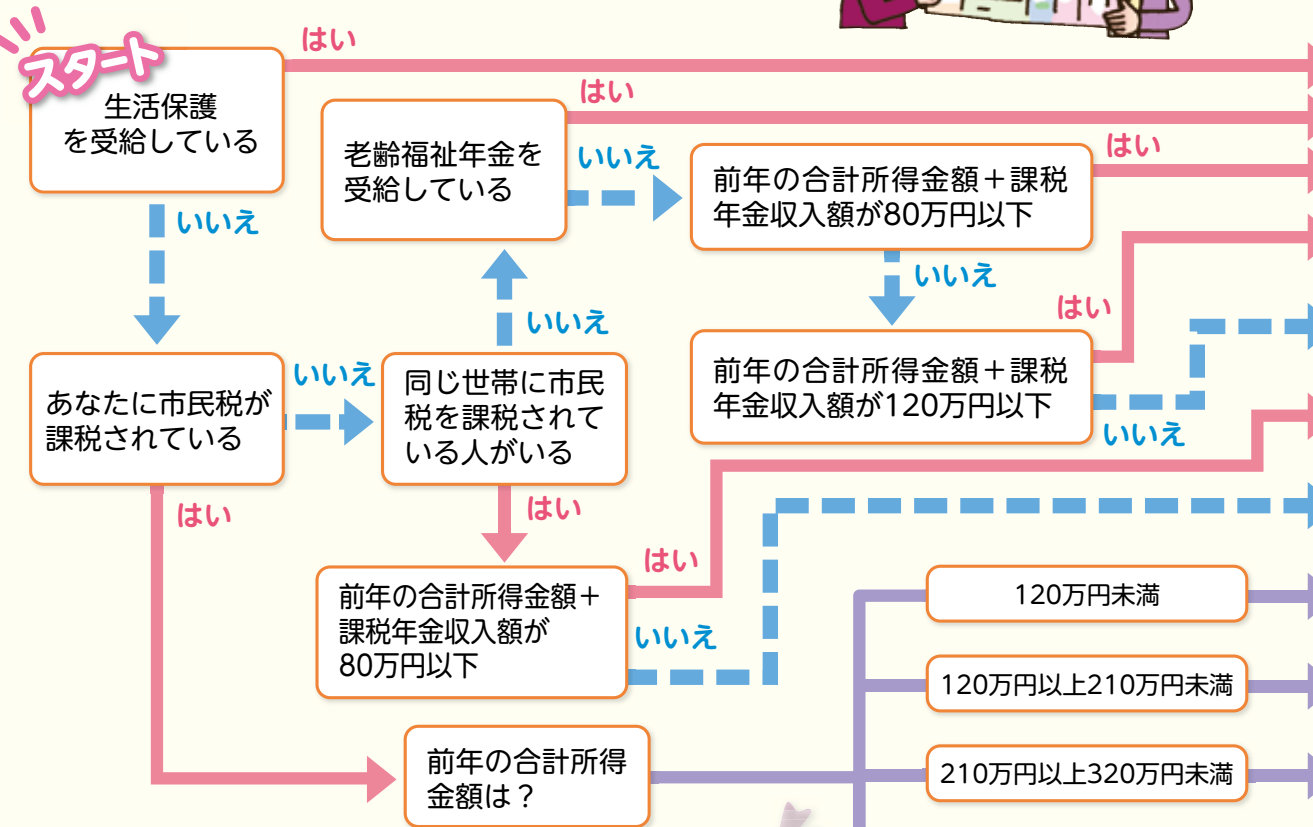 スタート
生活保護
を受給している
はい
いいえ
老齢福祉年金を
受給している
はい
いいえ
前年の合計所得金額＋課税
年金収入額が80万円以下
はい
いいえ
前年の合計所得金額＋課税
年金収入額が120万円以下
はい
いいえ
あなたに市民税が
課税されている
いいえ
はい
同じ世帯に市民
税を課税されて
いる人がいる
いいえ
はい
前年の合計所得金額＋
課税年金収入額が
80万円以下
はい
いいえ
前年の合計所得
金額は？
120万円未満
120万円以上210万円未満
210万円以上320万円未満